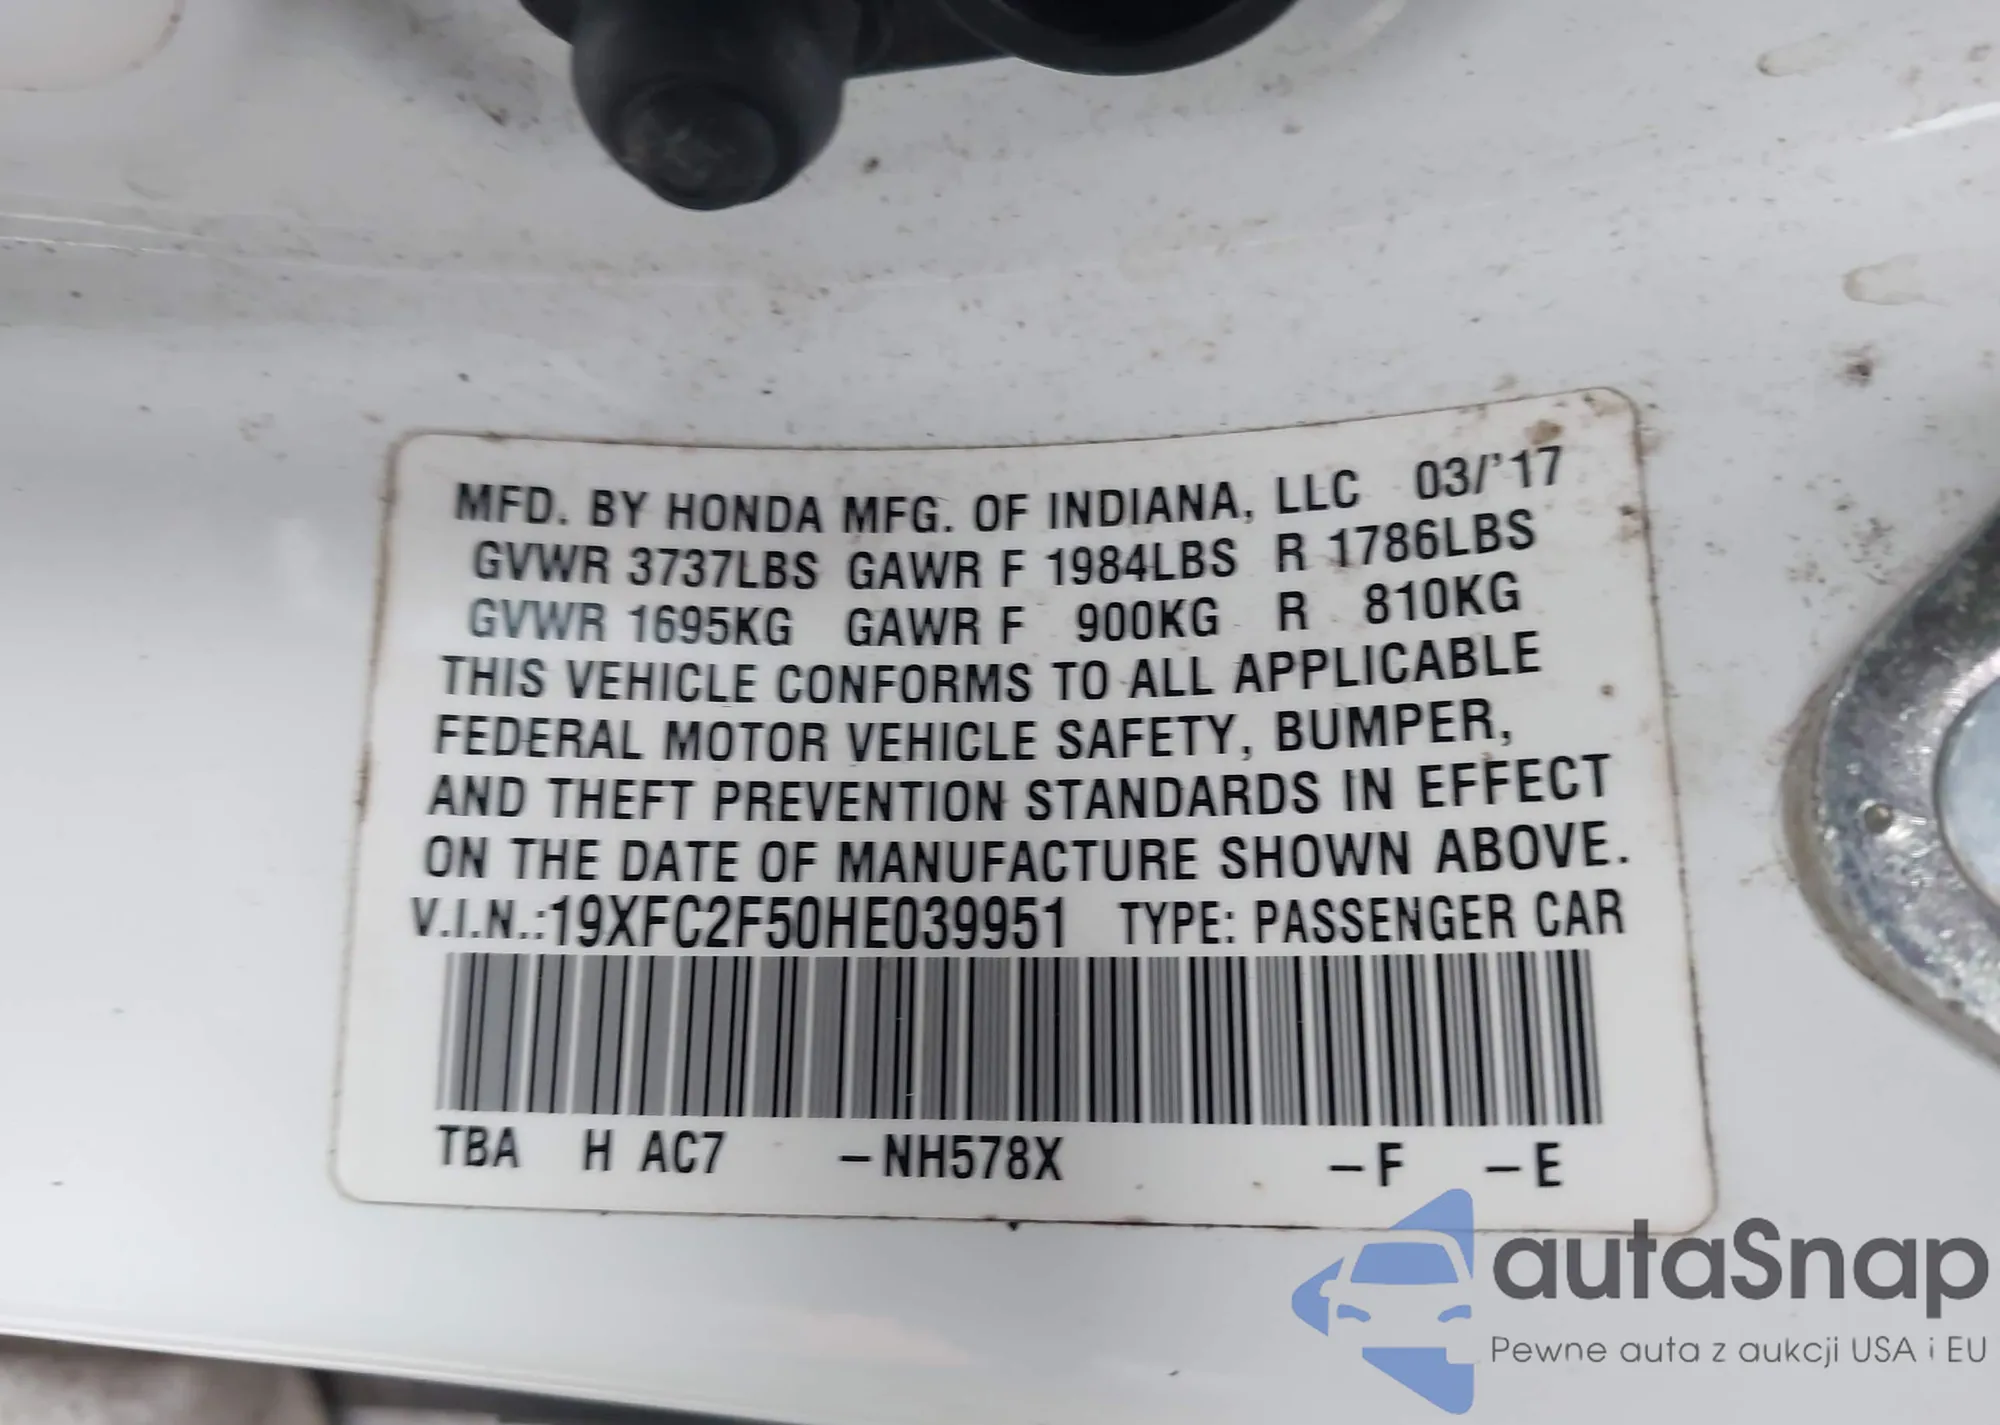 MFD. BY HONDA MFG. OF INDIANA, LLC 03/'17
GVWR 3737LBS GAWR F 1984LBS R 1786LBS
GVWR 1695KG GAWR F 900KG R 810KG
THIS VEHICLE CONFORMS TO ALL APPLICABLE
FEDERAL MOTOR VEHICLE SAFETY, BUMPER,
AND THEFT PREVENTION STANDARDS IN EFFECT
ON THE DATE OF MANUFACTURE SHOWN ABOVE.
V.I.N.:19XFC2F50HE039951 TYPE: PASSENGER CAR
TBA H AC7 –NH578X –F –E
autaSnap
Pewne auta z aukcji USA i EU